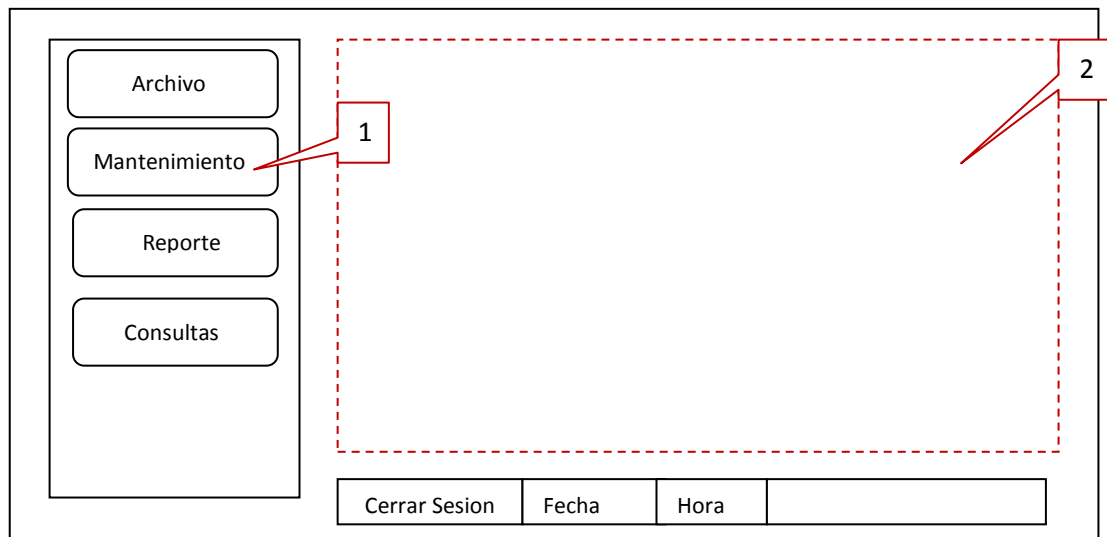 Archivo
Mantenimiento
Reporte
Consultas
1
2
Cerrar Sesion
Fecha
Hora